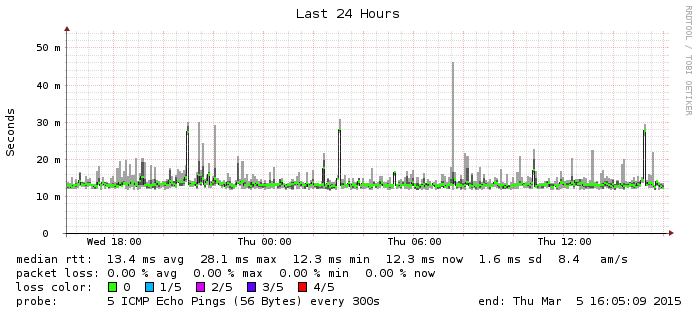 Last 24 Hours
RRDTOOL / TOBI OETIKER
Seconds
50 m
40 m
30 m
20 m
10 m
0
Wed 18:00 Thu 00:00 Thu 06:00 Thu 12:00
median rtt: 13.4 ms avg 28.1 ms max 12.3 ms min 12.3 ms now 1.6 ms sd 8.4 am/s
packet loss: 0.00 % avg 0.00 % max 0.00 % min 0.00 % now
loss color: 0 1/5 2/5 3/5 4/5
probe: 5 ICMP Echo Pings (56 Bytes) every 300s end: Thu Mar 5 16:05:09 2015